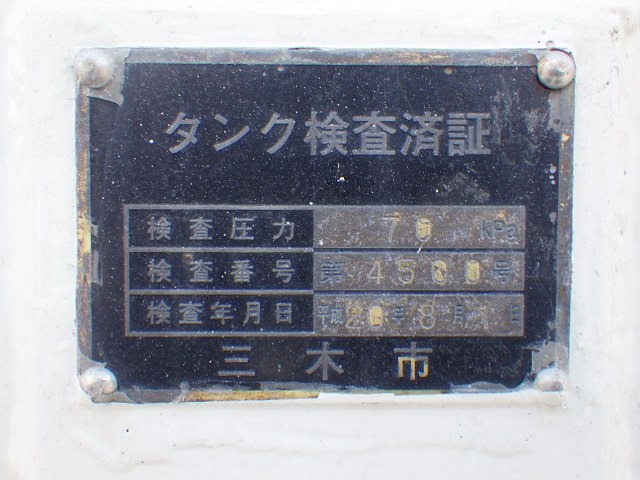 タンク検査済証
検査圧力 70 kPa
検査番号 第4560号
検査年月日 平成20年8月1日
三木市